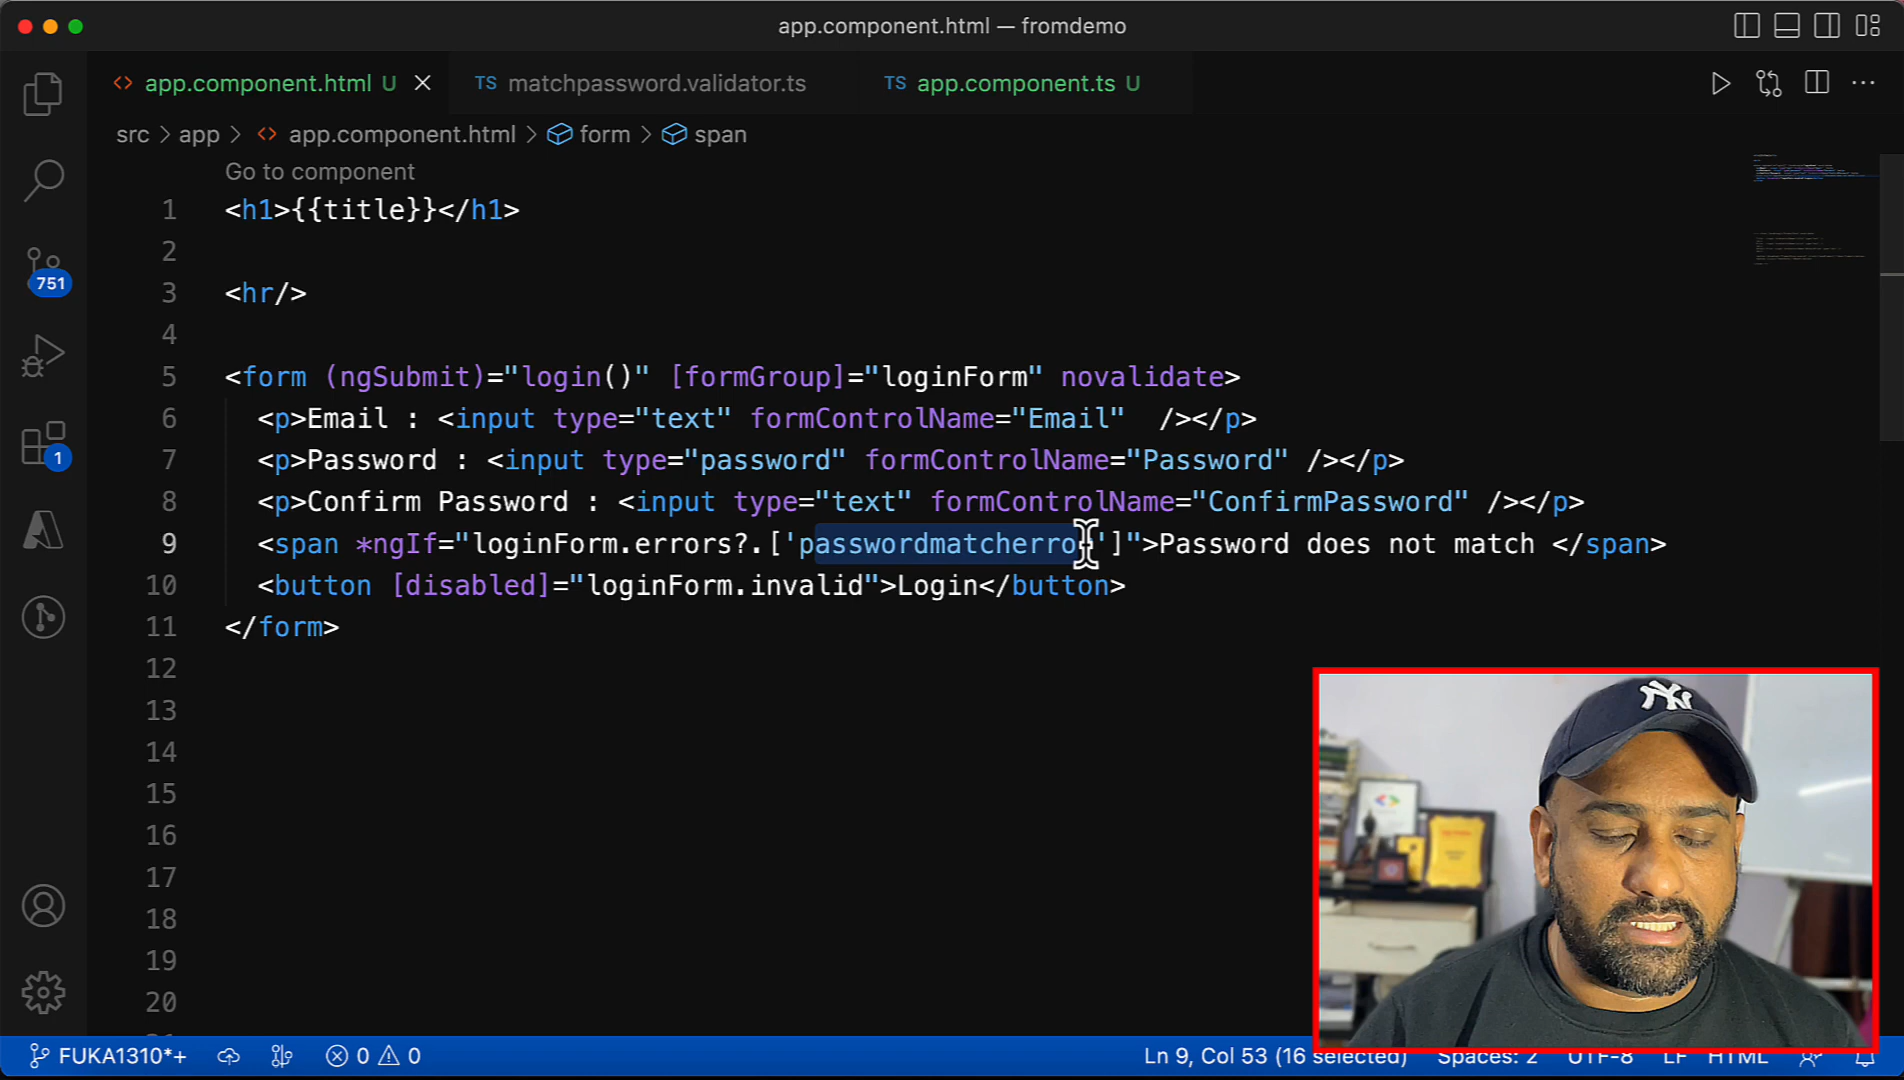 app.component.html — fromdemo
app.component.html U
TS matchpassword.validator.ts
TS app.component.ts U
src > app > app.component.html > form > span
Go to component
1 <h1>{{title}}</h1>
2
3 <hr/>
4
5 <form (ngSubmit)="login()" [formGroup]="loginForm" novalidate>
6 <p>Email : <input type="text" formControlName="Email"  /></p>
7 <p>Password : <input type="password" formControlName="Password" /></p>
8 <p>Confirm Password : <input type="text" formControlName="ConfirmPassword" /></p>
9 <span *ngIf="loginForm.errors?.['passwordmatcherror']">Password does not match </span>
10 <button [disabled]="loginForm.invalid">Login</button>
11 </form>
12
13
14
15
16
17
18
19
20
751
1
NY
FUKA1310*+
0 0
Ln 9, Col 53 (16 selected)
Spaces: 2
UTF-8
LF
HTML